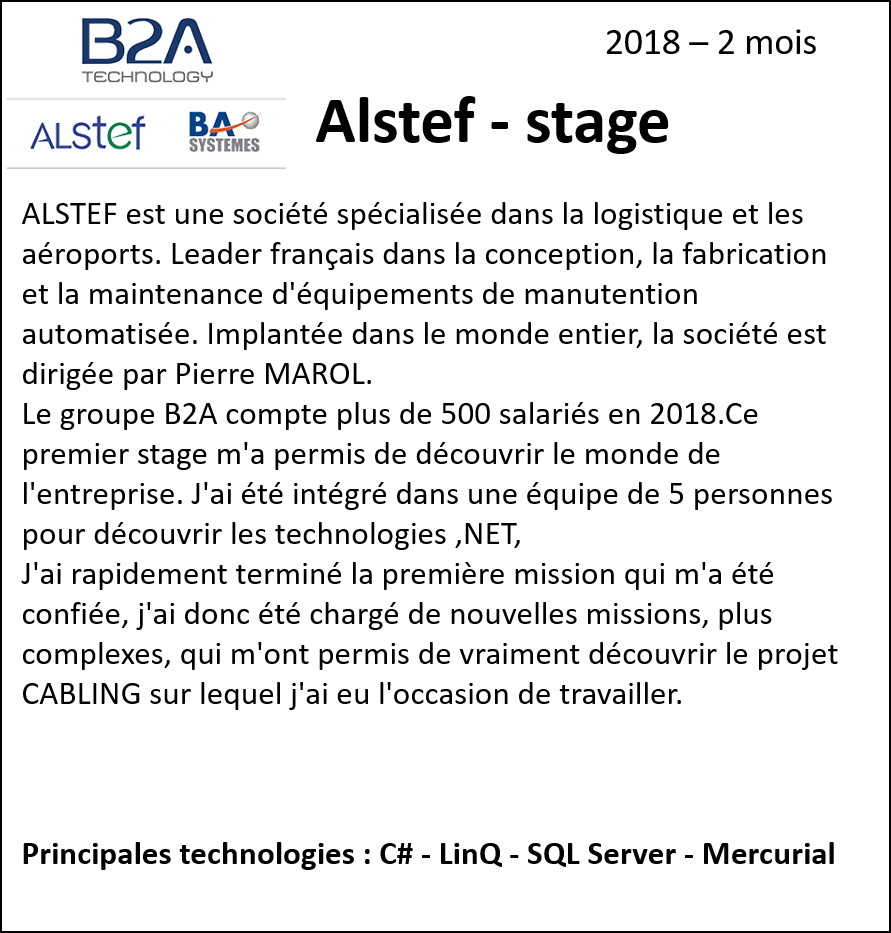 B2A
TECHNOLOGY
2018 – 2 mois
ALSTEF
BA
SYSTEMES
Alstef - stage
ALSTEF est une société spécialisée dans la logistique et les
aéroports. Leader français dans la conception, la fabrication
et la maintenance d'équipements de manutention
automatisée. Implantée dans le monde entier, la société est
dirigée par Pierre MAROL.
Le groupe B2A compte plus de 500 salariés en 2018.Ce
premier stage m'a permis de découvrir le monde de
l'entreprise. J'ai été intégré dans une équipe de 5 personnes
pour découvrir les technologies ,NET,
J'ai rapidement terminé la première mission qui m'a été
confiée, j'ai donc été chargé de nouvelles missions, plus
complexes, qui m'ont permis de vraiment découvrir le projet
CABLING sur lequel j'ai eu l'occasion de travailler.
Principales technologies : C# - LinQ - SQL Server - Mercurial